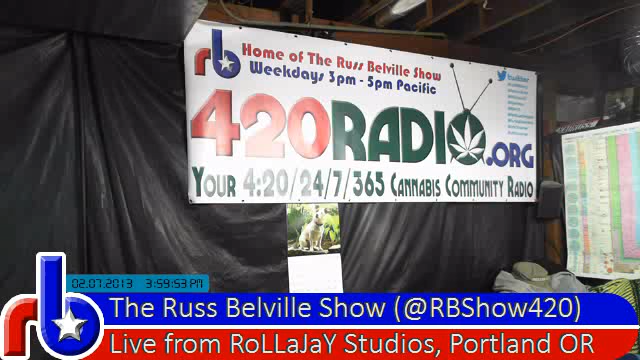 rb
Home of The Russ Belville Show
Weekdays 3pm - 5pm Pacific
twitter
420RADIO.ORG
Your 4:20/24/7/365 Cannabis Community Radio
02.07.2013 3:59:53 PM
rb
The Russ Belville Show (@RBShow420)
Live from RoLLaJaY Studios, Portland OR